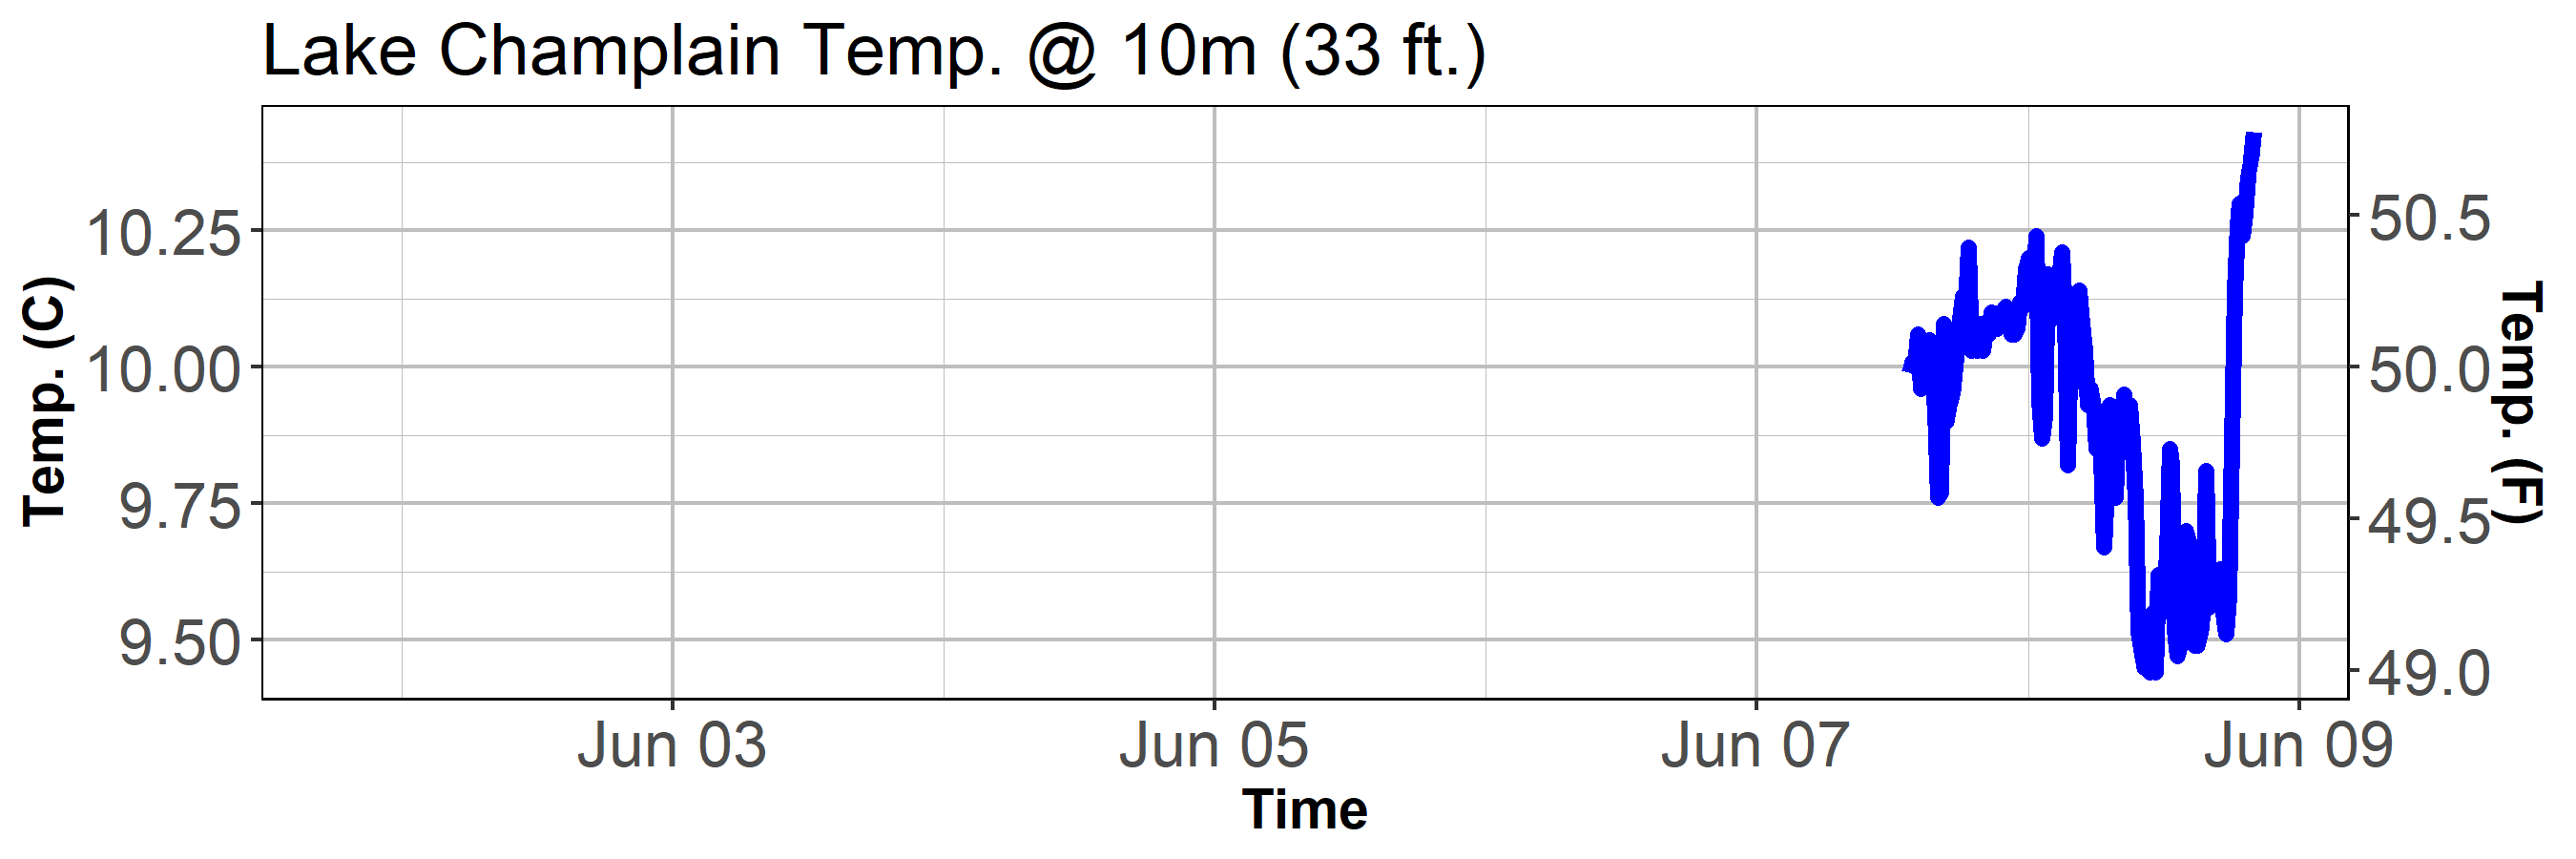 Lake Champlain Temp. @ 10m (33 ft.)
Temp. (C)
10.25
10.00
9.75
9.50
50.5
50.0
49.5
49.0
Temp. (F)
Jun 03 Jun 05 Jun 07 Jun 09
Time